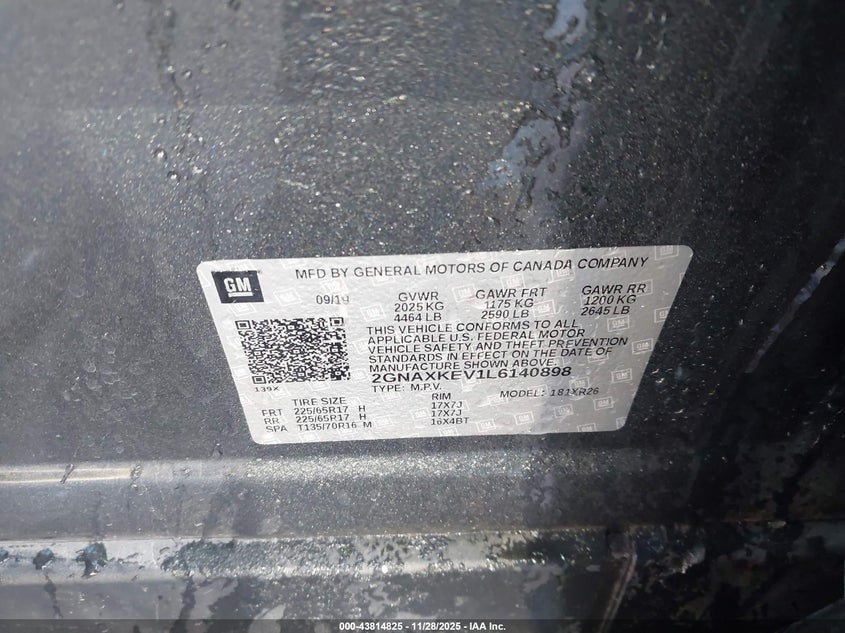 GM
MFD BY GENERAL MOTORS OF CANADA COMPANY
09/19 GVWR GAWR FRT GAWR RR
2025 KG 1175 KG 1200 KG
4464 LB 2590 LB 2645 LB
THIS VEHICLE CONFORMS TO ALL
APPLICABLE U.S. FEDERAL MOTOR
VEHICLE SAFETY AND THEFT PREVENTION
STANDARDS IN EFFECT ON THE DATE OF
MANUFACTURE SHOWN ABOVE.
139X 2GNAXKEV1L6140898
TYPE: M.P.V. MODEL: 181XR26
TIRE SIZE RIM
FRT 225/65R17 H 17X7J
RR 225/65R17 H 17X7J
SPA T135/70R16 M 16X4BT
000-43814825 | 11/28/2025 | IAA Inc.